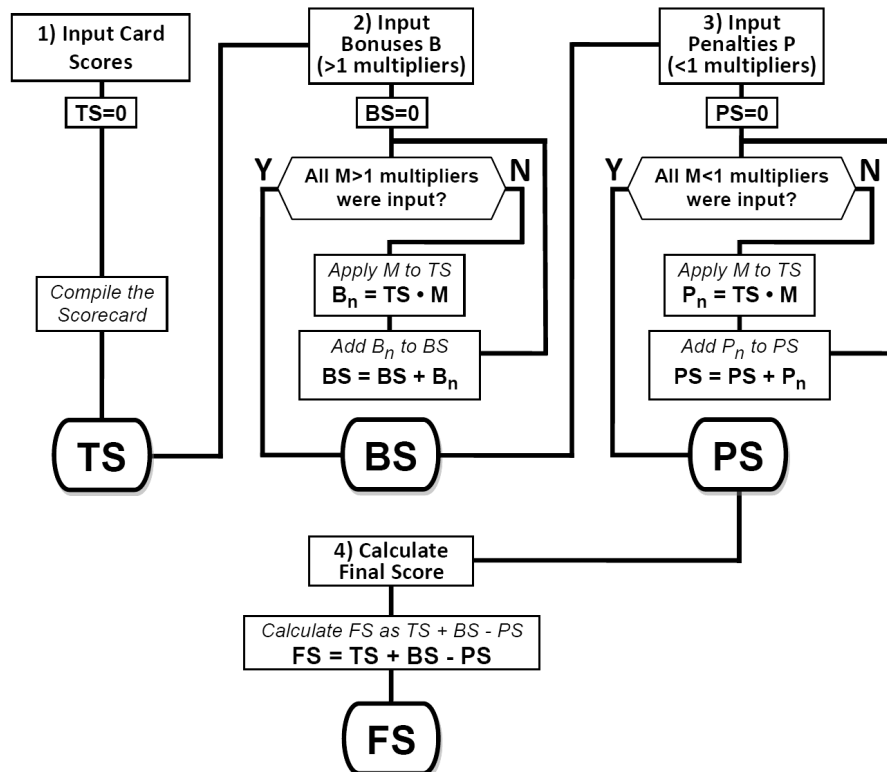 1) Input Card
Scores
TS=0
Compile the
Scorecard
TS
2) Input
Bonuses B
(>1 multipliers)
BS=0
Y
All M>1 multipliers
were input?
N
Apply M to TS
Bn = TS • M
Add Bn to BS
BS = BS + Bn
BS
3) Input
Penalties P
(<1 multipliers)
PS=0
Y
All M<1 multipliers
were input?
N
Apply M to TS
Pn = TS • M
Add Pn to PS
PS = PS + Pn
PS
4) Calculate
Final Score
Calculate FS as TS + BS - PS
FS = TS + BS - PS
FS